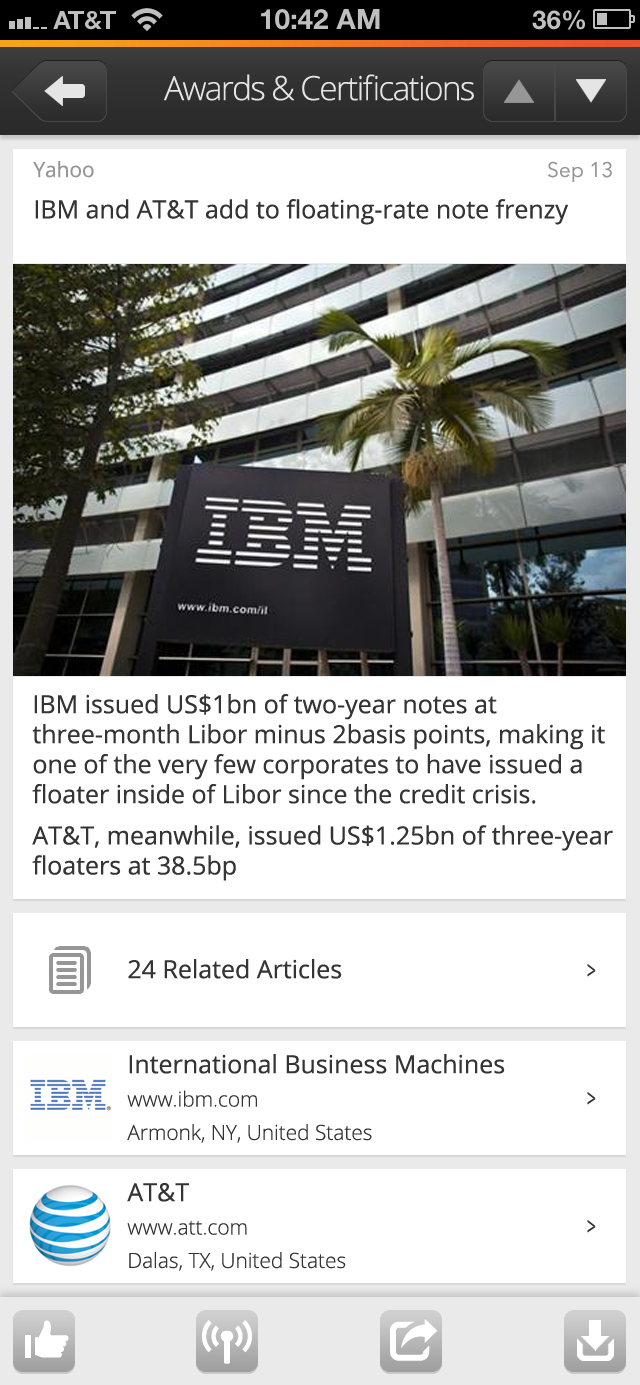 AT&T 10:42 AM 36%
Awards & Certifications
Yahoo Sep 13
IBM and AT&T add to floating-rate note frenzy
IBM
www.ibm.com/il
IBM issued US$1bn of two-year notes at
three-month Libor minus 2basis points, making it
one of the very few corporates to have issued a
floater inside of Libor since the credit crisis.
AT&T, meanwhile, issued US$1.25bn of three-year
floaters at 38.5bp
24 Related Articles >
International Business Machines
IBM® www.ibm.com >
Armonk, NY, United States
AT&T
www.att.com >
Dalas, TX, United States